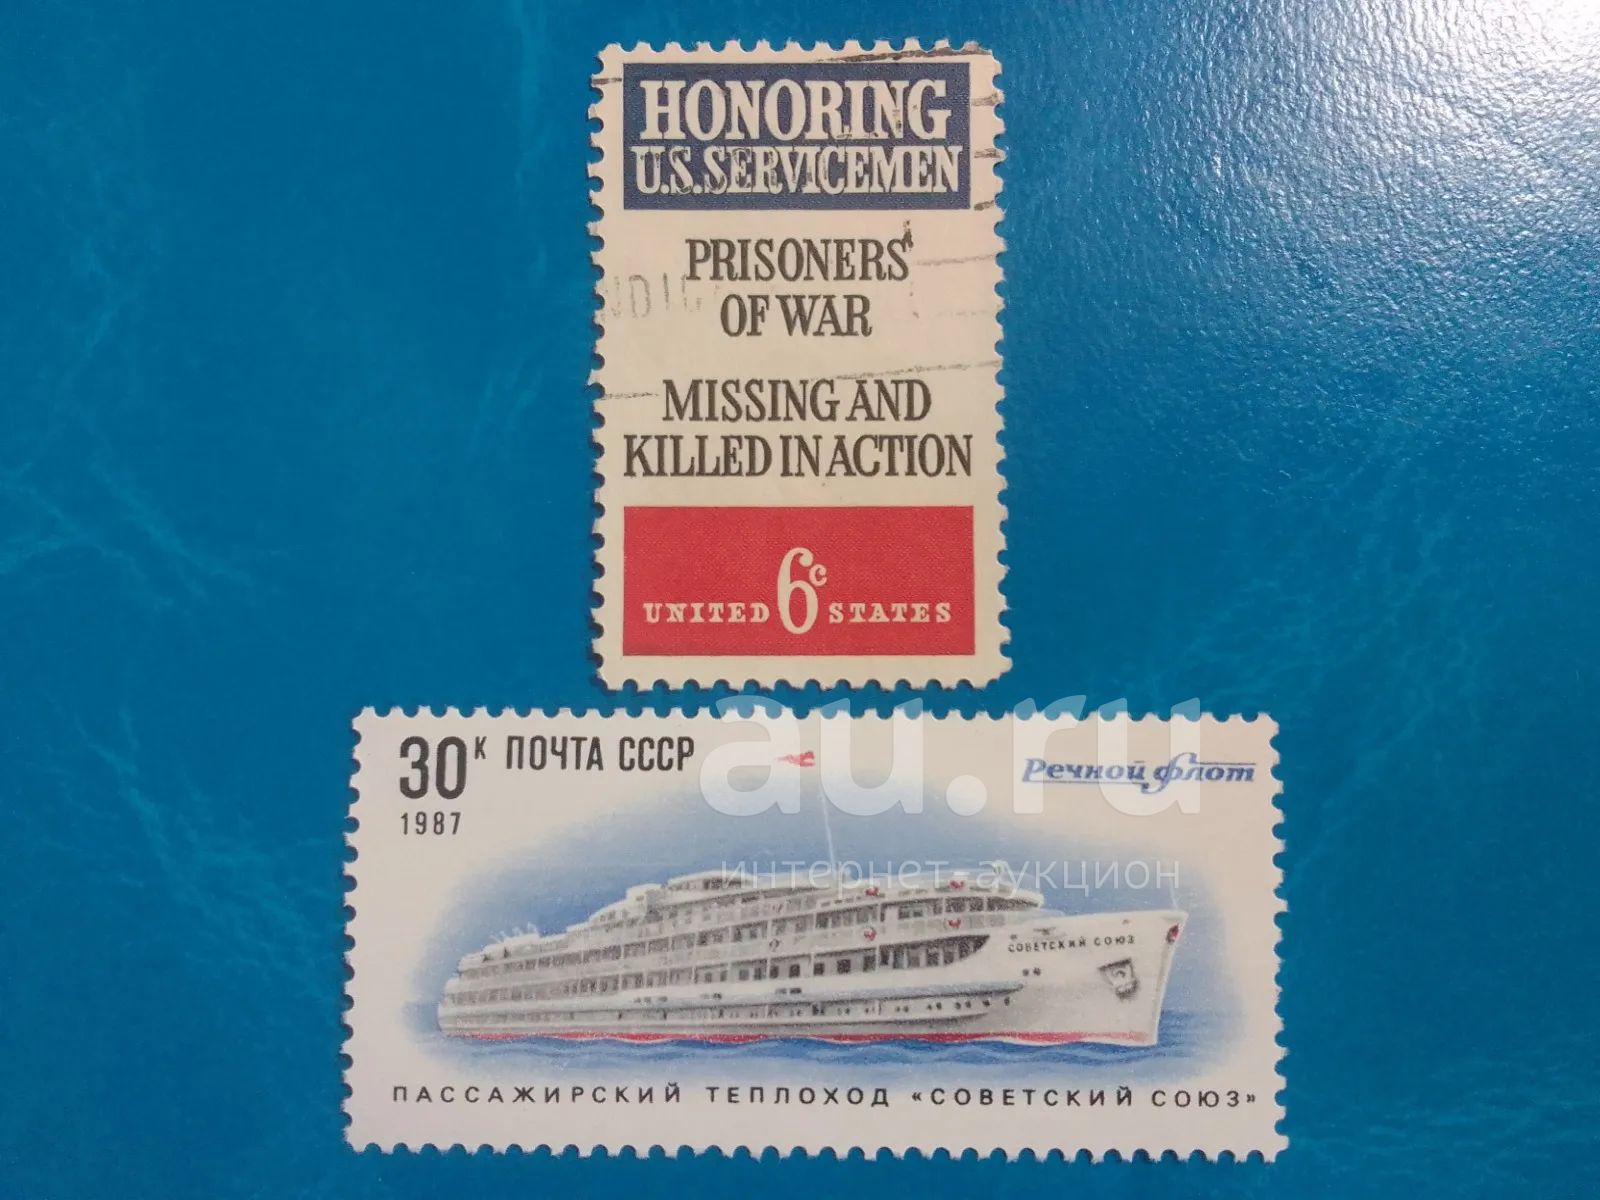 HONORING
U.S. SERVICEMEN
PRISONERS
OF WAR
MISSING AND
KILLED IN ACTION
UNITED 6c STATES
30к ПОЧТА СССР
1987
Речной флот
au.ru
интернет-аукцион
СОВЕТСКИЙ СОЮЗ
ПАССАЖИРСКИЙ ТЕПЛОХОД «СОВЕТСКИЙ СОЮЗ»